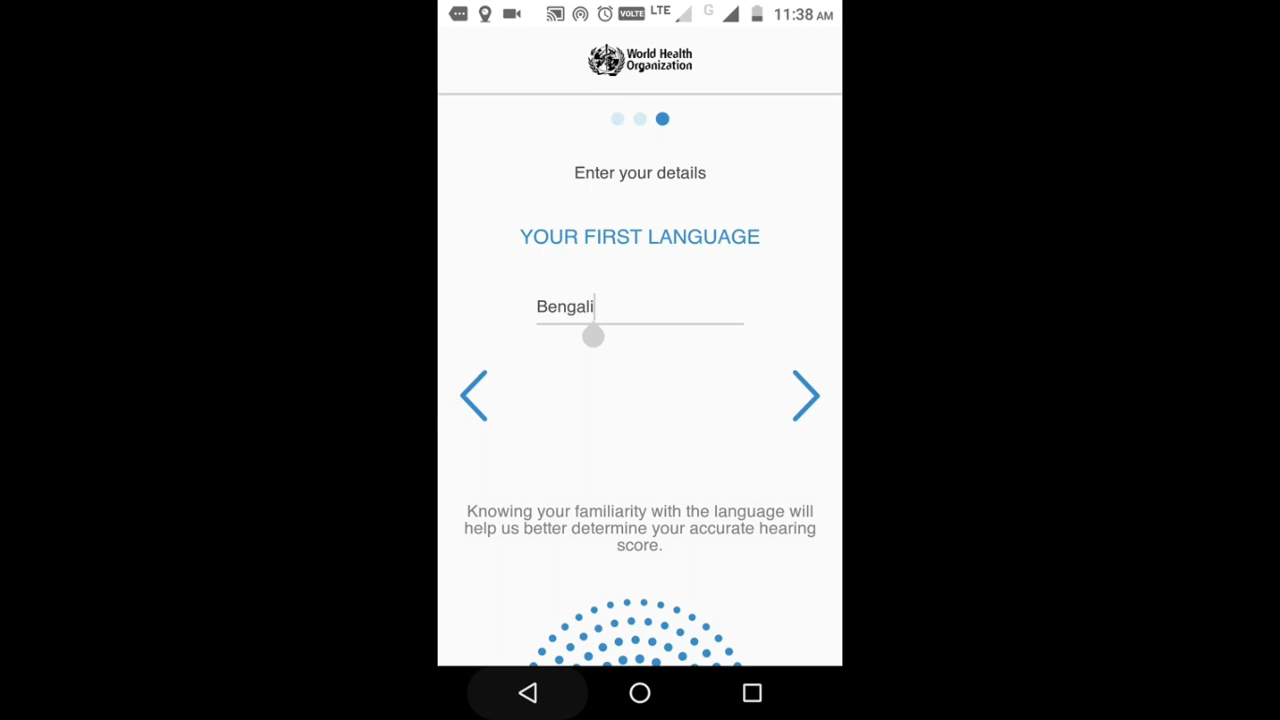 VOLTE LTE G 11:38 AM
World Health
Organization
Enter your details
YOUR FIRST LANGUAGE
Bengali
Knowing your familiarity with the language will
help us better determine your accurate hearing
score.